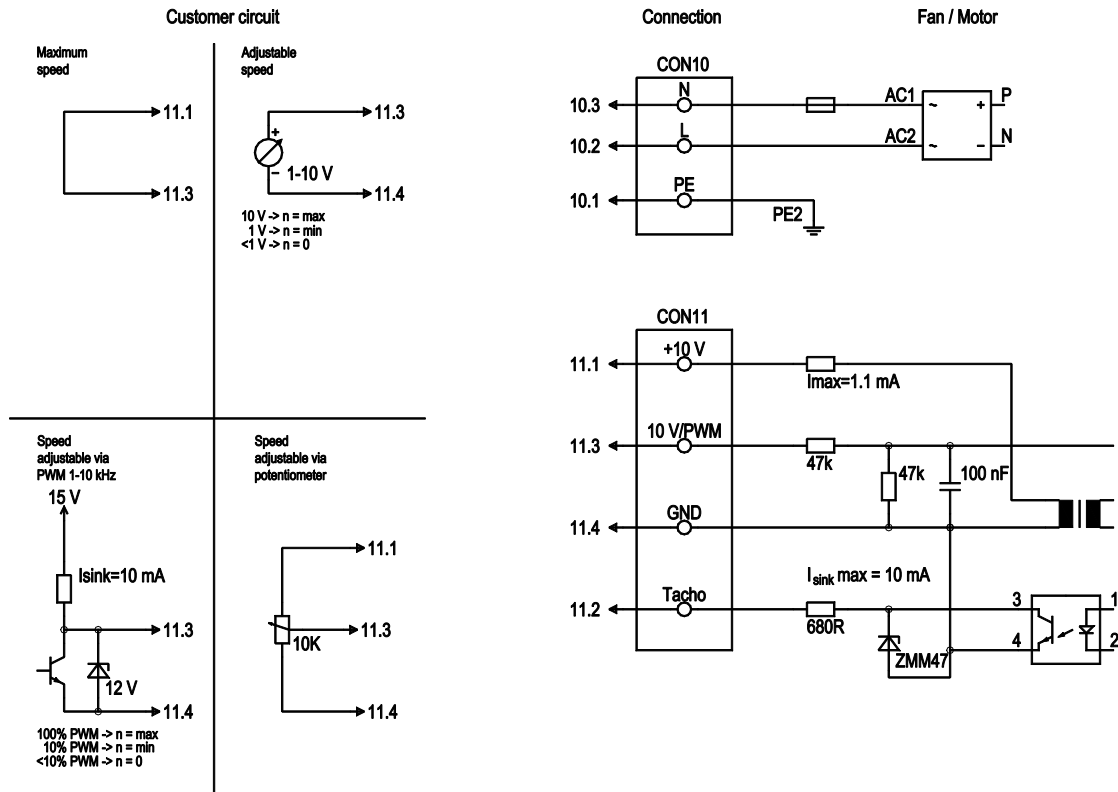 Customer circuit
Connection
Fan / Motor
Maximum
speed
11.1
11.3
Adjustable
speed
11.3
+
1-10 V
–
11.4
10 V -> n = max
1 V -> n = min
<1 V -> n = 0
CON10
N
10.3
AC1
~
+
P
L
10.2
AC2
~
–
N
PE
10.1
PE2
CON11
+10 V
11.1
Imax=1.1 mA
10 V/PWM
11.3
47k
47k
100 nF
GND
11.4
Isink max = 10 mA
Tacho
11.2
680R
ZMM47
3
4
1
2
Speed
adjustable via
PWM 1-10 kHz
15 V
Isink=10 mA
11.3
12 V
11.4
100% PWM -> n = max
10% PWM -> n = min
<10% PWM -> n = 0
Speed
adjustable via
potentiometer
11.1
11.3
10K
11.4